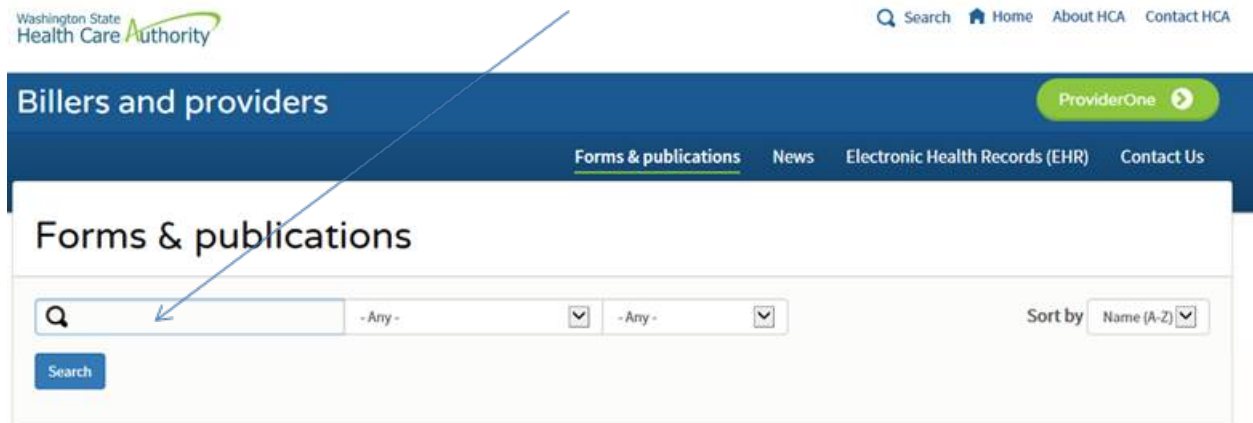 Washington State
Health Care Authority
Search Home About HCA Contact HCA
Billers and providers
ProviderOne
Forms & publications News Electronic Health Records (EHR) Contact Us
Forms & publications
- Any - - Any - Sort by Name (A-Z)
Search